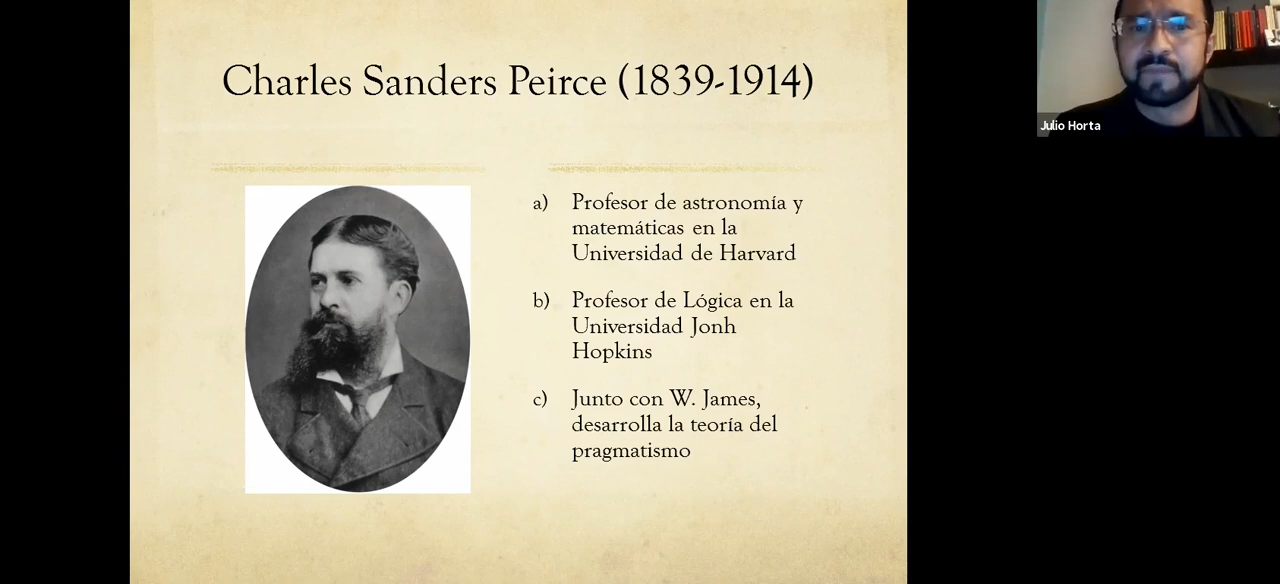 Charles Sanders Peirce (1839-1914)
a) Profesor de astronomía y
matemáticas en la
Universidad de Harvard
b) Profesor de Lógica en la
Universidad Jonh
Hopkins
c) Junto con W. James,
desarrolla la teoría del
pragmatismo
Julio Horta